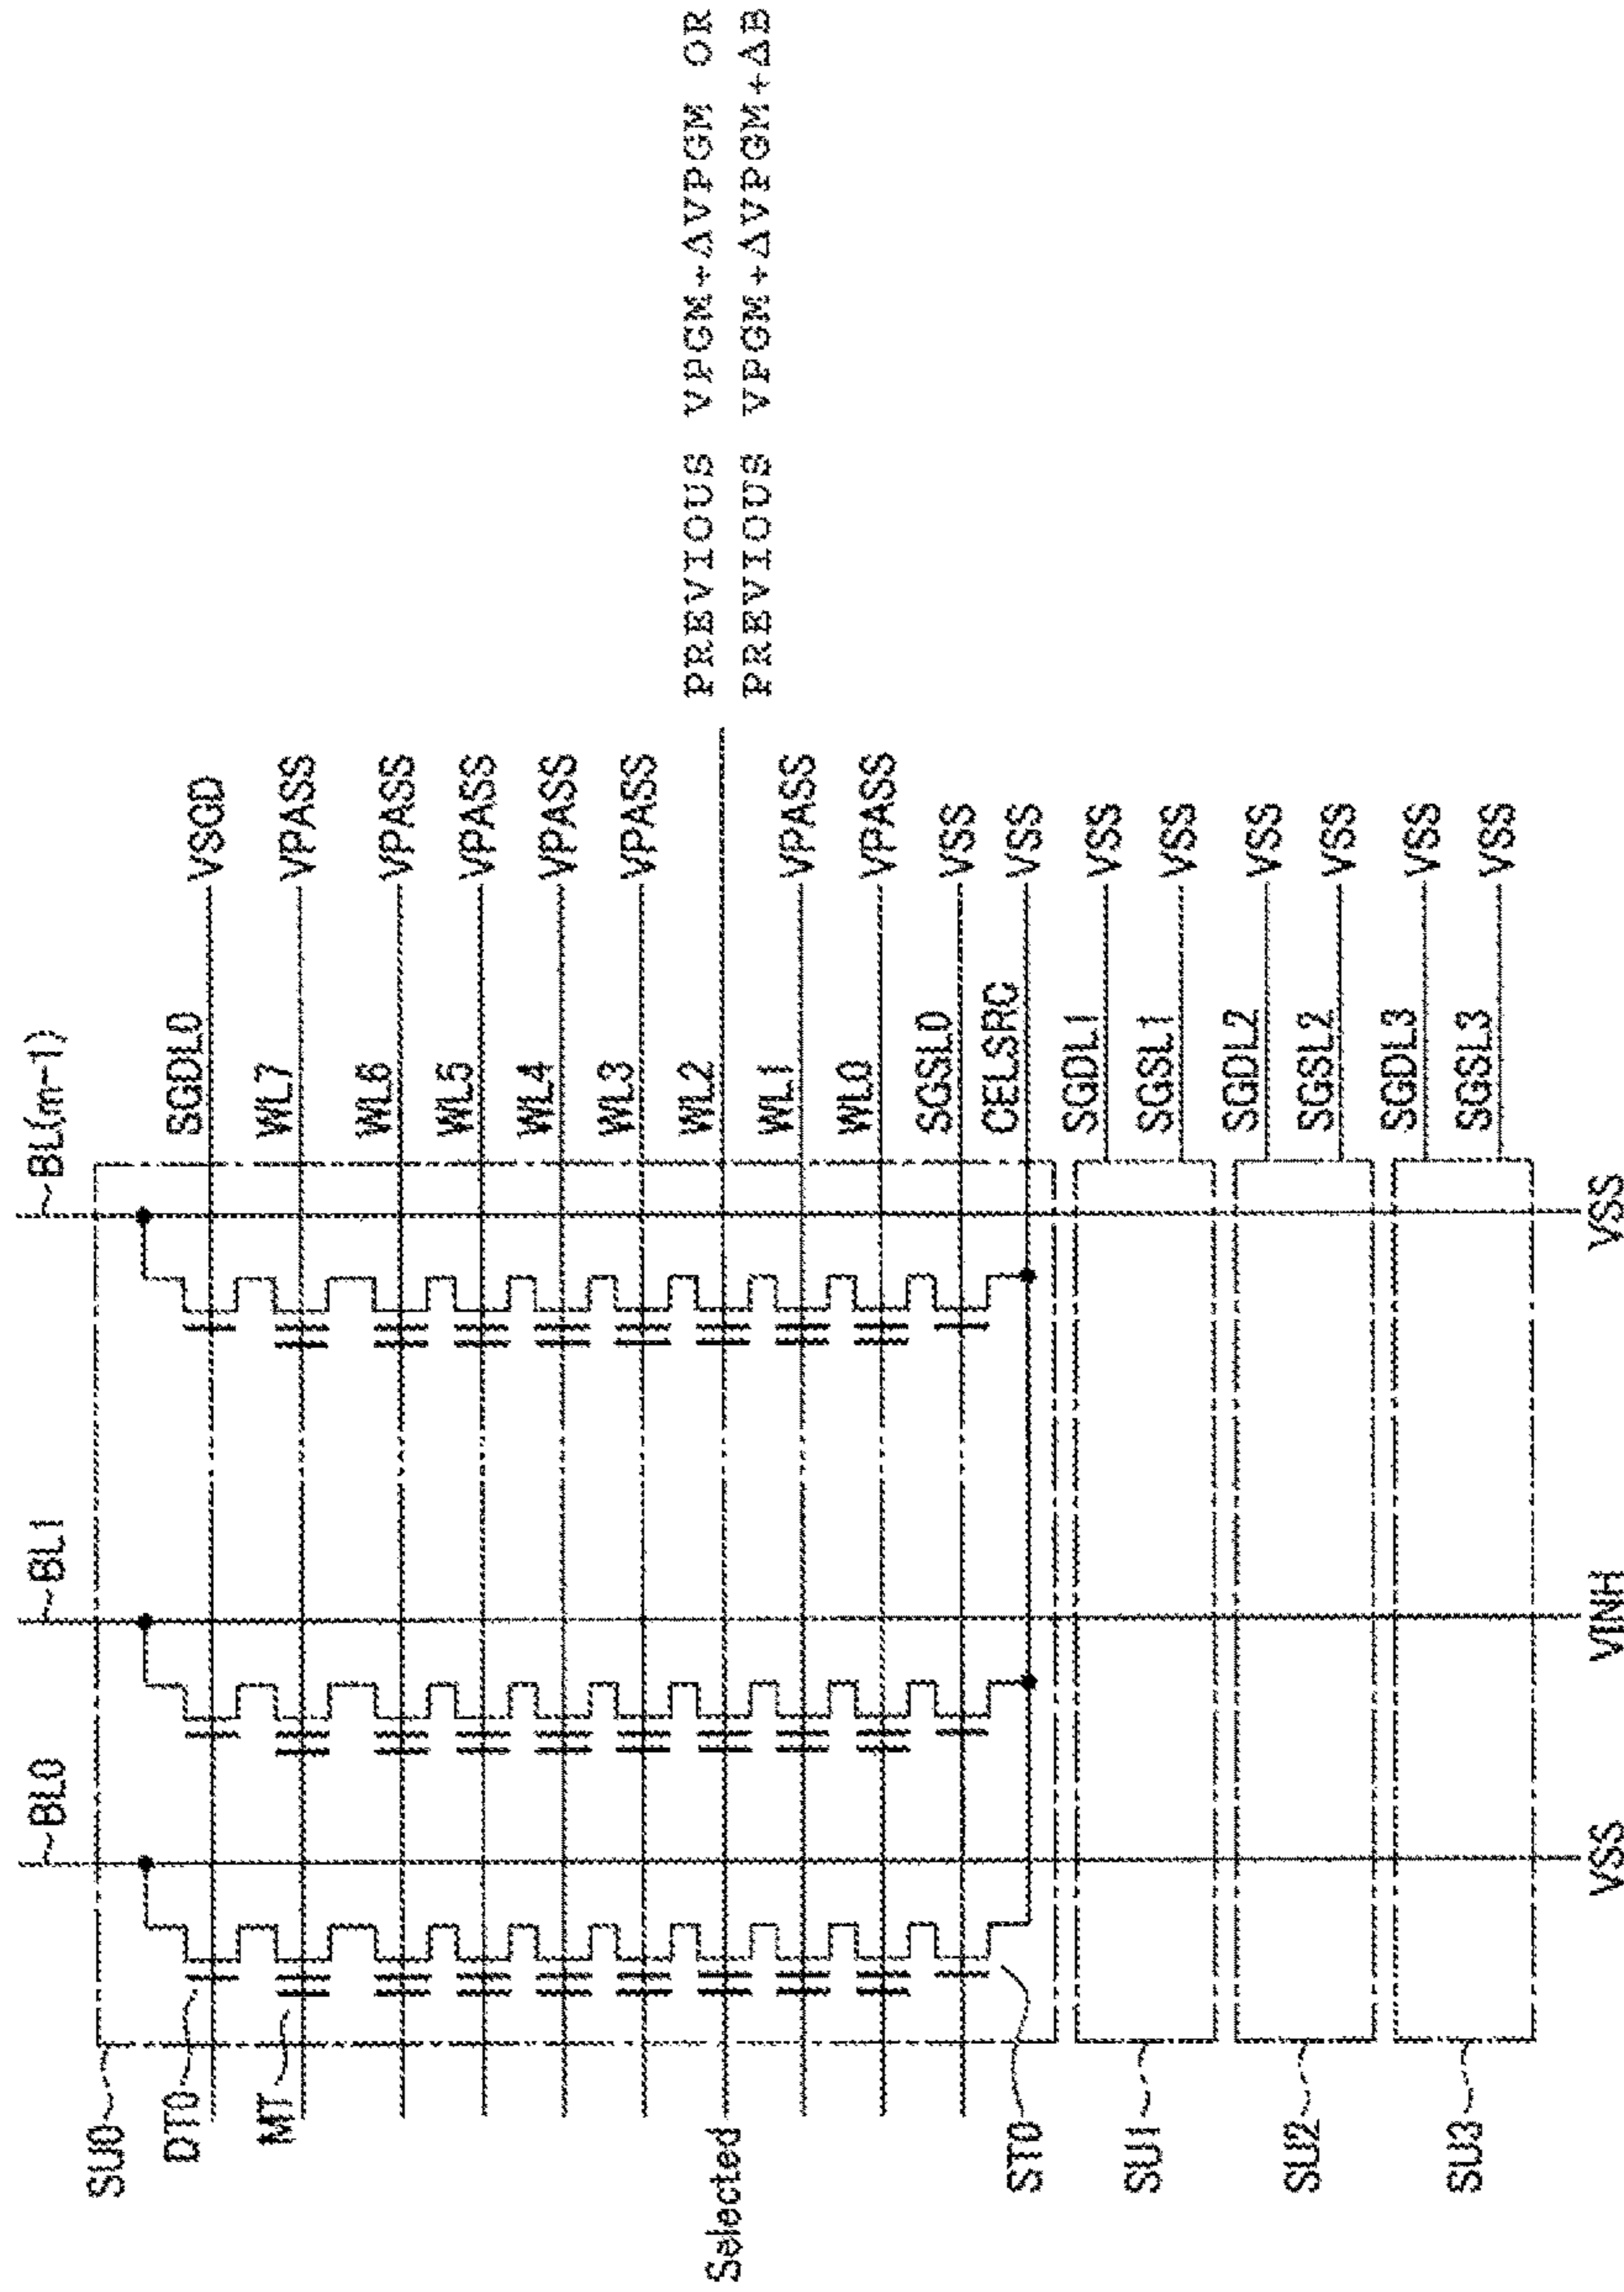 BL0
BL1
BL(m-1)
SU0
DT0
SGDL0 VSGD
MT
WL7 VPASS
WL6 VPASS
WL5 VPASS
WL4 VPASS
WL3 VPASS
Selected WL2 PREVIOUS VPGM+ΔVPGM OR
PREVIOUS VPGM+ΔVPGM+ΔB
WL1 VPASS
WL0 VPASS
SGSL0 VSS
ST0 CELSRC VSS
SU1
SGDL1 VSS
SGSL1 VSS
SU2
SGDL2 VSS
SGSL2 VSS
SU3
SGDL3 VSS
SGSL3 VSS
VSS VINH VSS